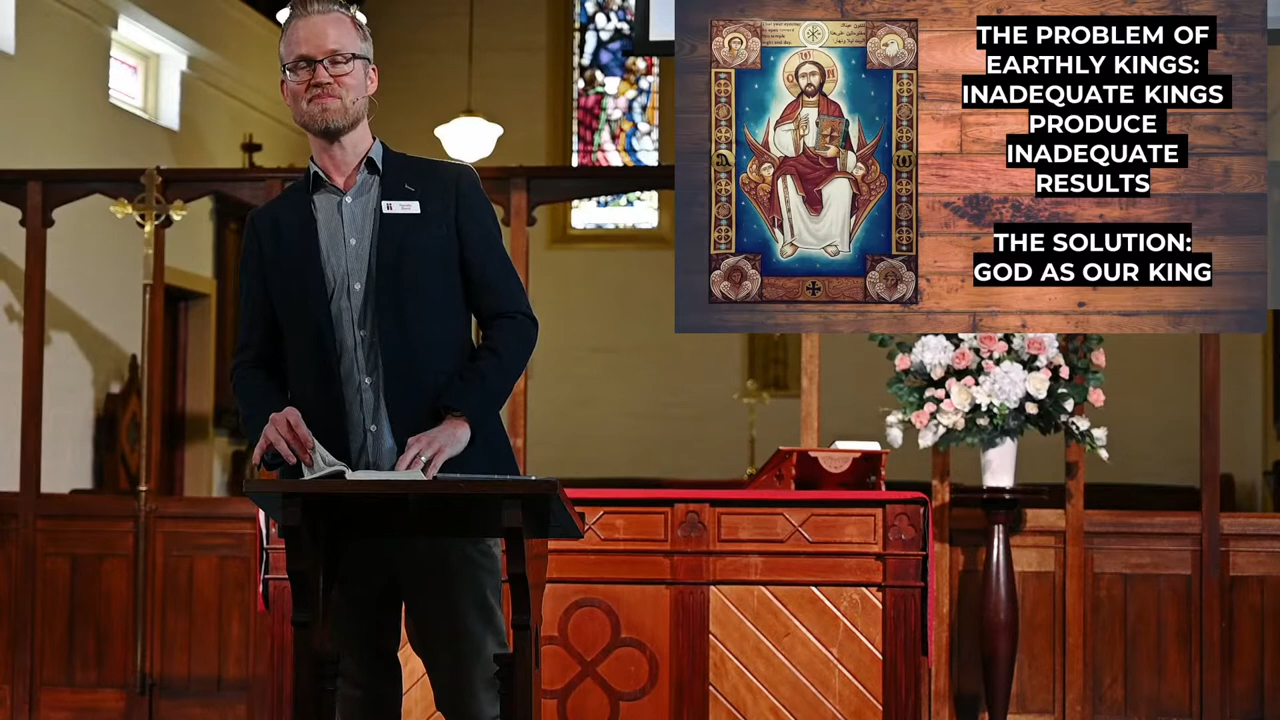 THE PROBLEM OF
EARTHLY KINGS:
INADEQUATE KINGS
PRODUCE
INADEQUATE
RESULTS
THE SOLUTION:
GOD AS OUR KING